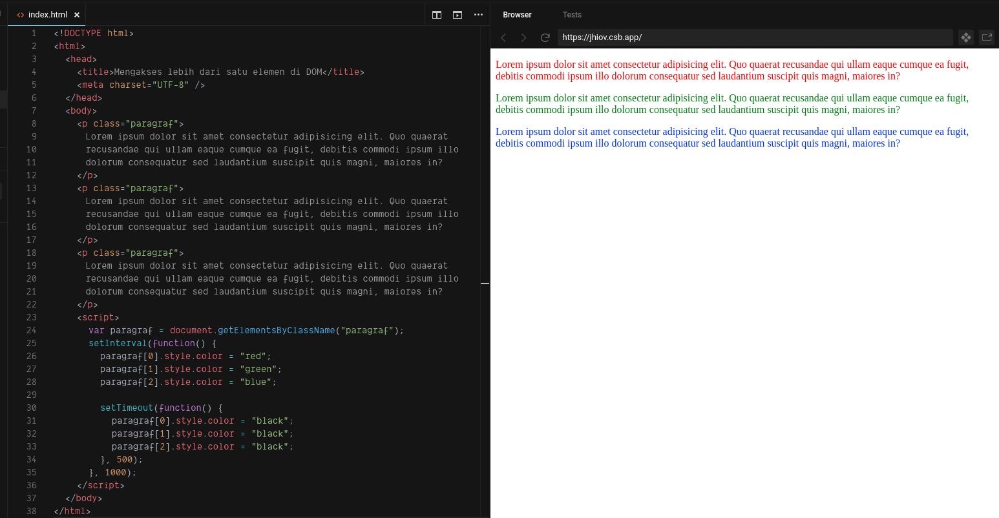 index.html
1 <!DOCTYPE html>
2 <html>
3 <head>
4 <title>Mengakses lebih dari satu elemen di DOM</title>
5 <meta charset="UTF-8" />
6 </head>
7 <body>
8 <p class="paragraf">
9 Lorem ipsum dolor sit amet consectetur adipisicing elit. Quo quaerat
10 recusandae qui ullam eaque cumque ea fugit, debitis commodi ipsum illo
11 dolorum consequatur sed laudantium suscipit quis magni, maiores in?
12 </p>
13 <p class="paragraf">
14 Lorem ipsum dolor sit amet consectetur adipisicing elit. Quo quaerat
15 recusandae qui ullam eaque cumque ea fugit, debitis commodi ipsum illo
16 dolorum consequatur sed laudantium suscipit quis magni, maiores in?
17 </p>
18 <p class="paragraf">
19 Lorem ipsum dolor sit amet consectetur adipisicing elit. Quo quaerat
20 recusandae qui ullam eaque cumque ea fugit, debitis commodi ipsum illo
21 dolorum consequatur sed laudantium suscipit quis magni, maiores in?
22 </p>
23 <script>
24 var paragraf = document.getElementsByClassName("paragraf");
25 setInterval(function() {
26 paragraf[0].style.color = "red";
27 paragraf[1].style.color = "green";
28 paragraf[2].style.color = "blue";
29
30 setTimeout(function() {
31 paragraf[0].style.color = "black";
32 paragraf[1].style.color = "black";
33 paragraf[2].style.color = "black";
34 }, 500);
35 }, 1000);
36 </script>
37 </body>
38 </html>
Browser Tests
https://jhiov.csb.app/
Lorem ipsum dolor sit amet consectetur adipisicing elit. Quo quaerat recusandae qui ullam eaque cumque ea fugit,
debitis commodi ipsum illo dolorum consequatur sed laudantium suscipit quis magni, maiores in?
Lorem ipsum dolor sit amet consectetur adipisicing elit. Quo quaerat recusandae qui ullam eaque cumque ea fugit,
debitis commodi ipsum illo dolorum consequatur sed laudantium suscipit quis magni, maiores in?
Lorem ipsum dolor sit amet consectetur adipisicing elit. Quo quaerat recusandae qui ullam eaque cumque ea fugit,
debitis commodi ipsum illo dolorum consequatur sed laudantium suscipit quis magni, maiores in?